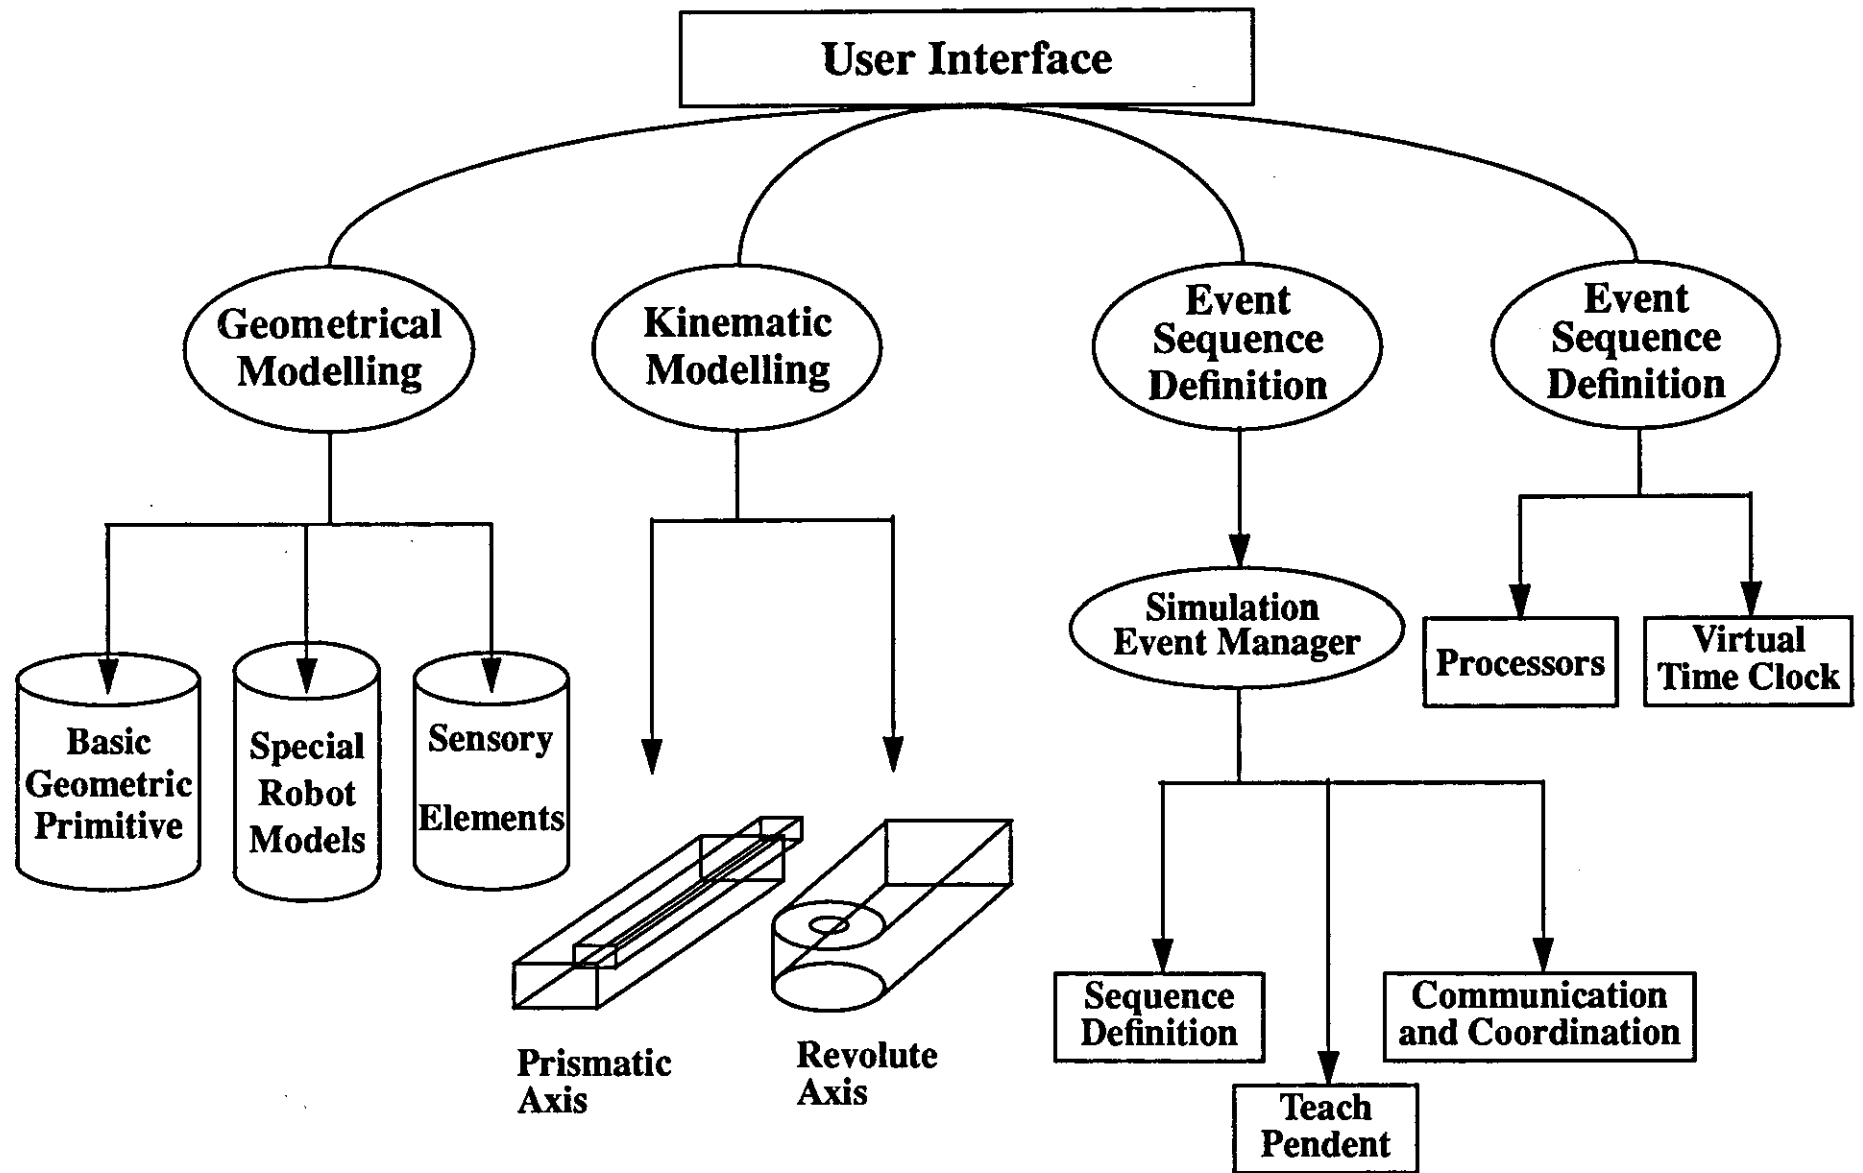 User Interface
Geometrical
Modelling
Kinematic
Modelling
Event
Sequence
Definition
Event
Sequence
Definition
Simulation
Event Manager
Processors
Virtual
Time Clock
Basic
Geometric
Primitive
Special
Robot
Models
Sensory
Elements
Prismatic
Axis
Revolute
Axis
Sequence
Definition
Communication
and Coordination
Teach
Pendent